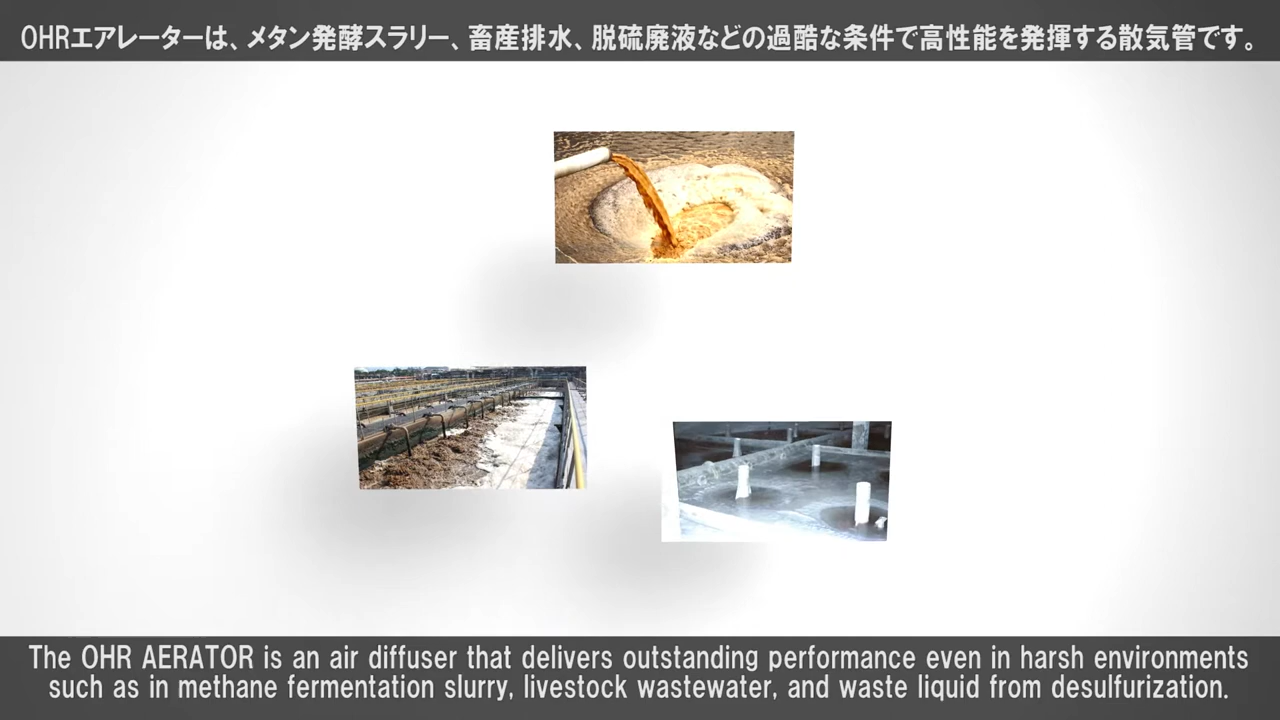 OHRエアレーターは、メタン発酵スラリー、畜産排水、脱硫廃液などの過酷な条件で高性能を発揮する散気管です。
The OHR AERATOR is an air diffuser that delivers outstanding performance even in harsh environments
such as in methane fermentation slurry, livestock wastewater, and waste liquid from desulfurization.